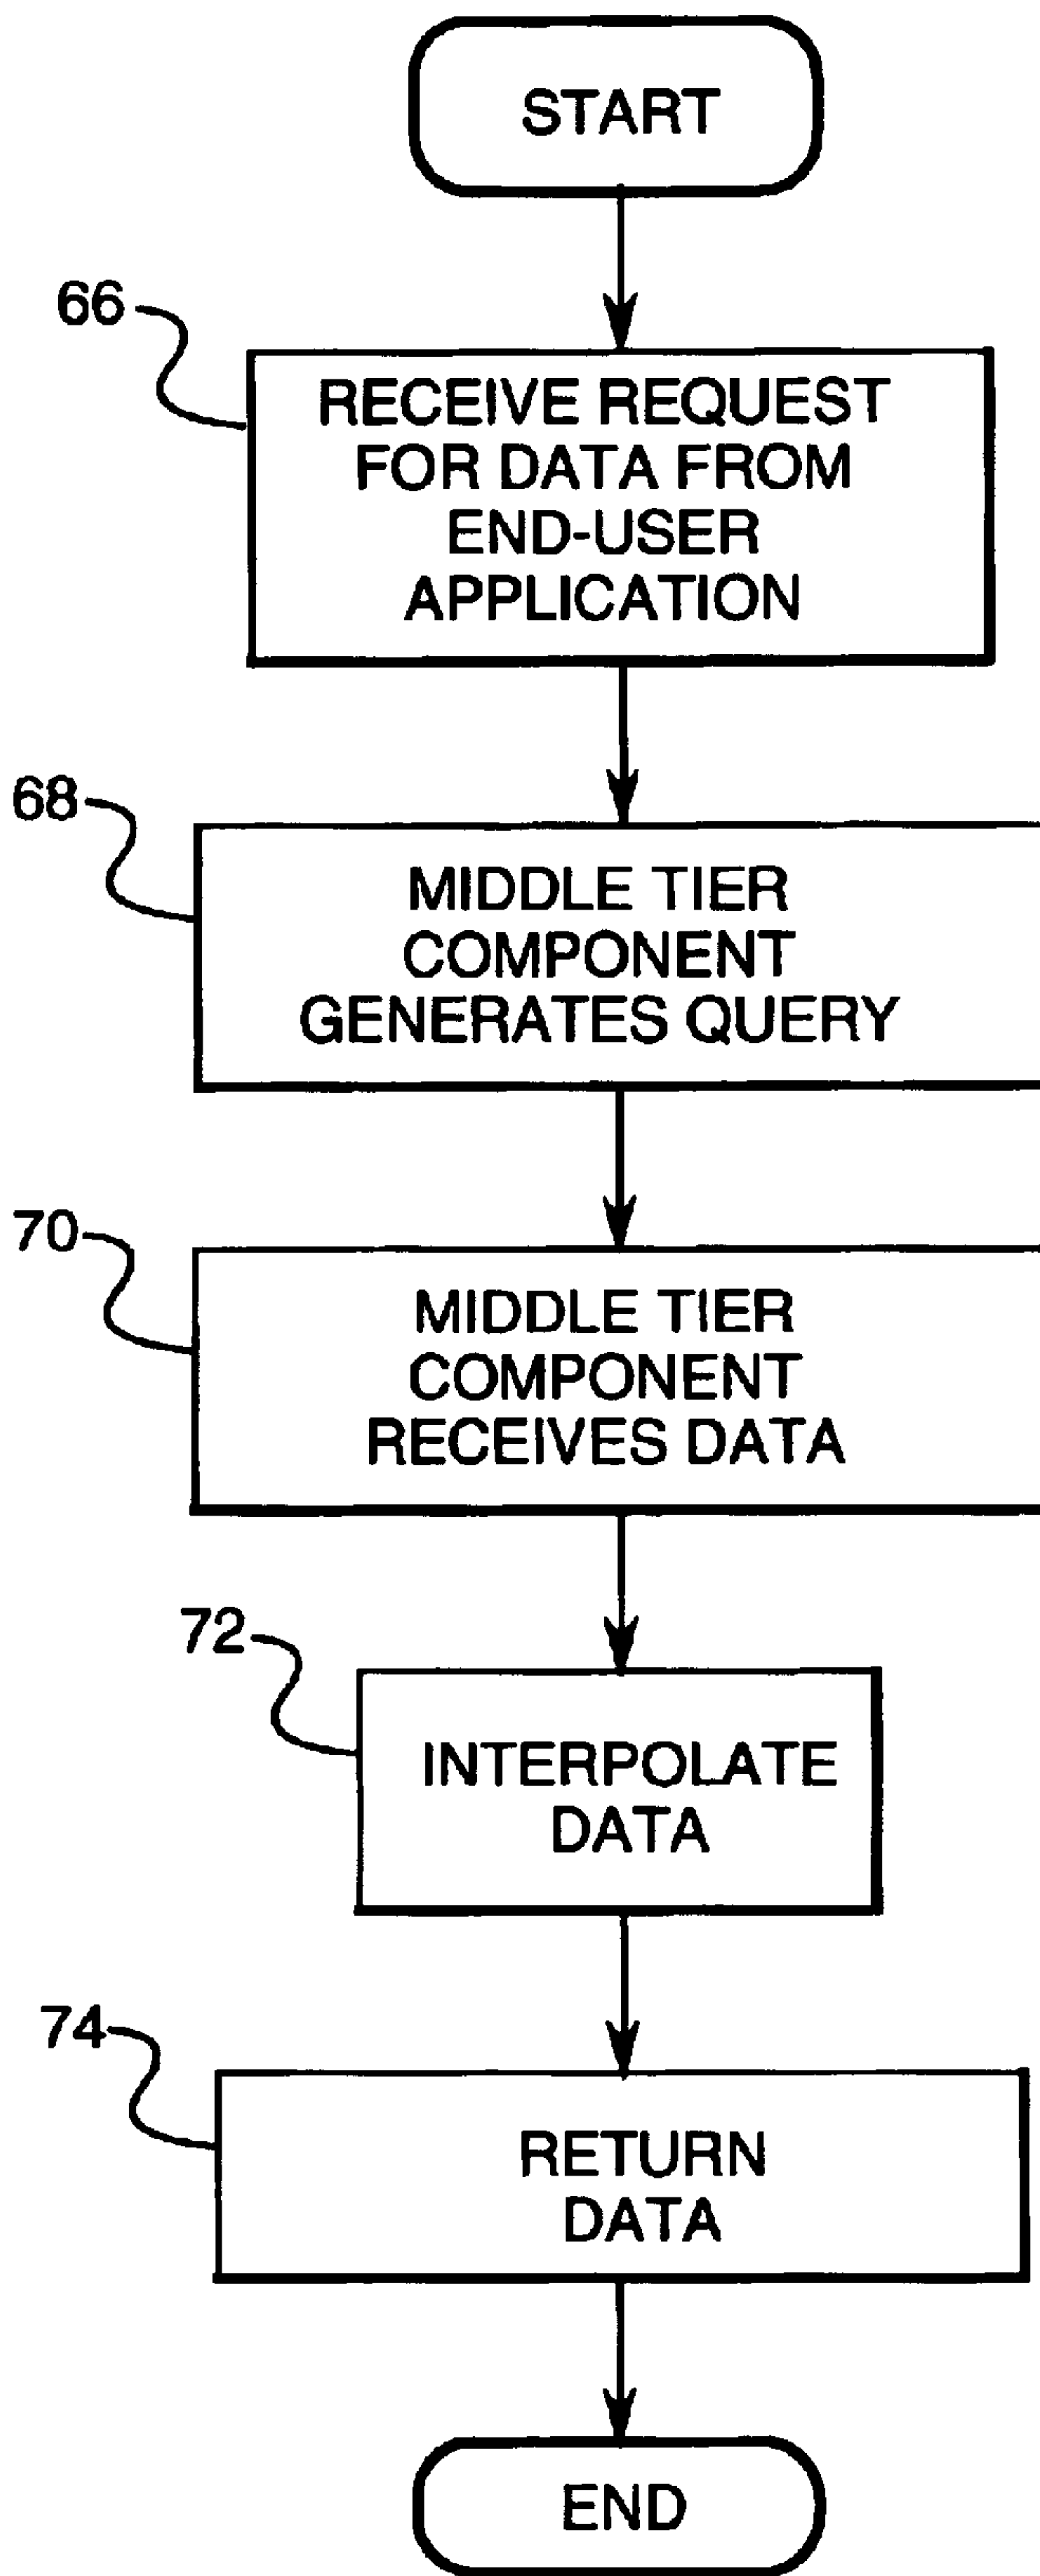 START
66
RECEIVE REQUEST
FOR DATA FROM
END-USER
APPLICATION
68
MIDDLE TIER
COMPONENT
GENERATES QUERY
70
MIDDLE TIER
COMPONENT
RECEIVES DATA
72
INTERPOLATE
DATA
74
RETURN
DATA
END